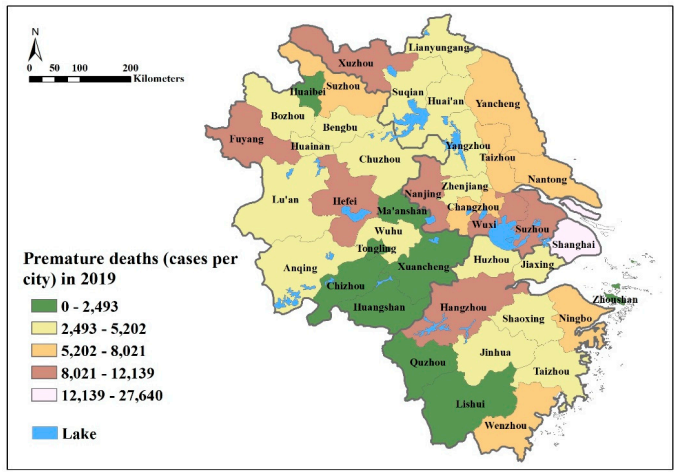 N
0 50 100 200
Kilometers
Lianyungang
Xuzhou
Huaibei
Suzhou
Suqian
Huai'an
Yancheng
Bozhou
Bengbu
Fuyang
Huainan
Yangzhou
Taizhou
Chuzhou
Nantong
Lu'an
Hefei
Nanjing
Zhenjiang
Changzhou
Ma'anshan
Wuxi
Suzhou
Wuhu
Shanghai
Tongling
Huzhou
Jiaxing
Anqing
Xuancheng
Chizhou
Huangshan
Hangzhou
Zhoushan
Shaoxing
Ningbo
Quzhou
Jinhua
Taizhou
Lishui
Wenzhou
Premature deaths (cases per
city) in 2019
0 - 2,493
2,493 - 5,202
5,202 - 8,021
8,021 - 12,139
12,139 - 27,640
Lake